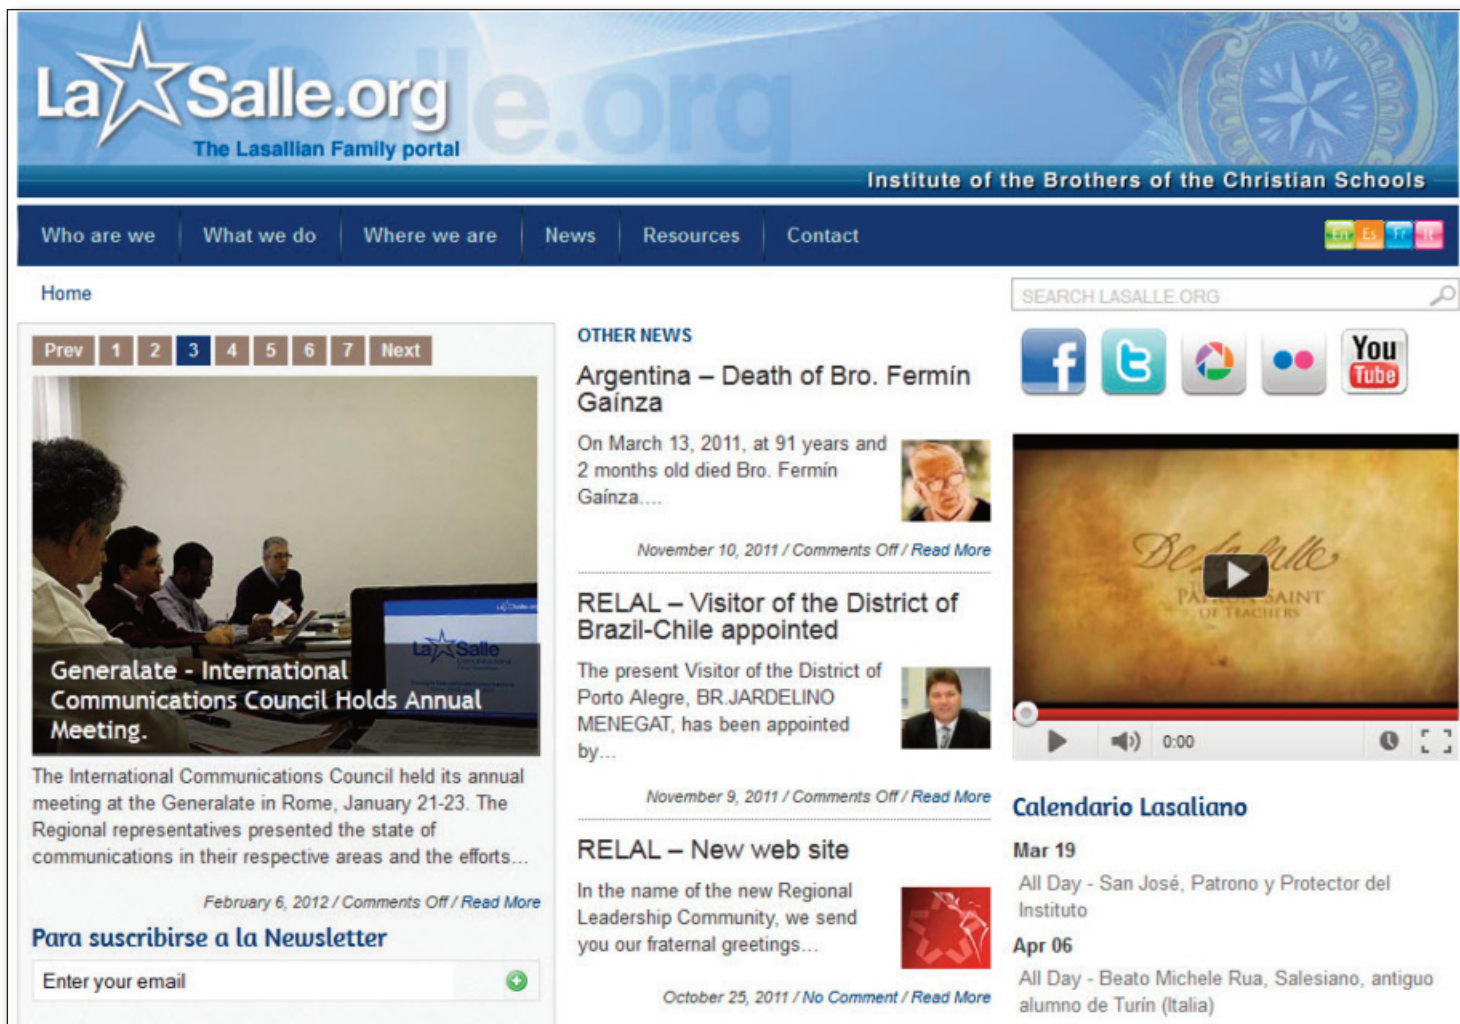 La Salle.org
The Lasallian Family portal
Institute of the Brothers of the Christian Schools
Who are we
What we do
Where we are
News
Resources
Contact
En Es Fr It
Home
SEARCH LASALLE.ORG
Prev 1 2 3 4 5 6 7 Next
La Salle
Generalate - International
Communications Council Holds Annual
Meeting.
The International Communications Council held its annual
meeting at the Generalate in Rome, January 21-23. The
Regional representatives presented the state of
communications in their respective areas and the efforts...
February 6, 2012 / Comments Off / Read More
Para suscribirse a la Newsletter
Enter your email
OTHER NEWS
Argentina – Death of Bro. Fermín
Gaínza
On March 13, 2011, at 91 years and
2 months old died Bro. Fermín
Gaínza....
November 10, 2011 / Comments Off / Read More
RELAL – Visitor of the District of
Brazil-Chile appointed
The present Visitor of the District of
Porto Alegre, BR.JARDELINO
MENEGAT, has been appointed
by...
November 9, 2011 / Comments Off / Read More
RELAL – New web site
In the name of the new Regional
Leadership Community, we send
you our fraternal greetings...
October 25, 2011 / No Comment / Read More
f
t
You
Tube
De La Salle
PATRON SAINT
OF TEACHERS
0:00
Calendario Lasaliano
Mar 19
All Day - San José, Patrono y Protector del
Instituto
Apr 06
All Day - Beato Michele Rua, Salesiano, antiguo
alumno de Turín (Italia)